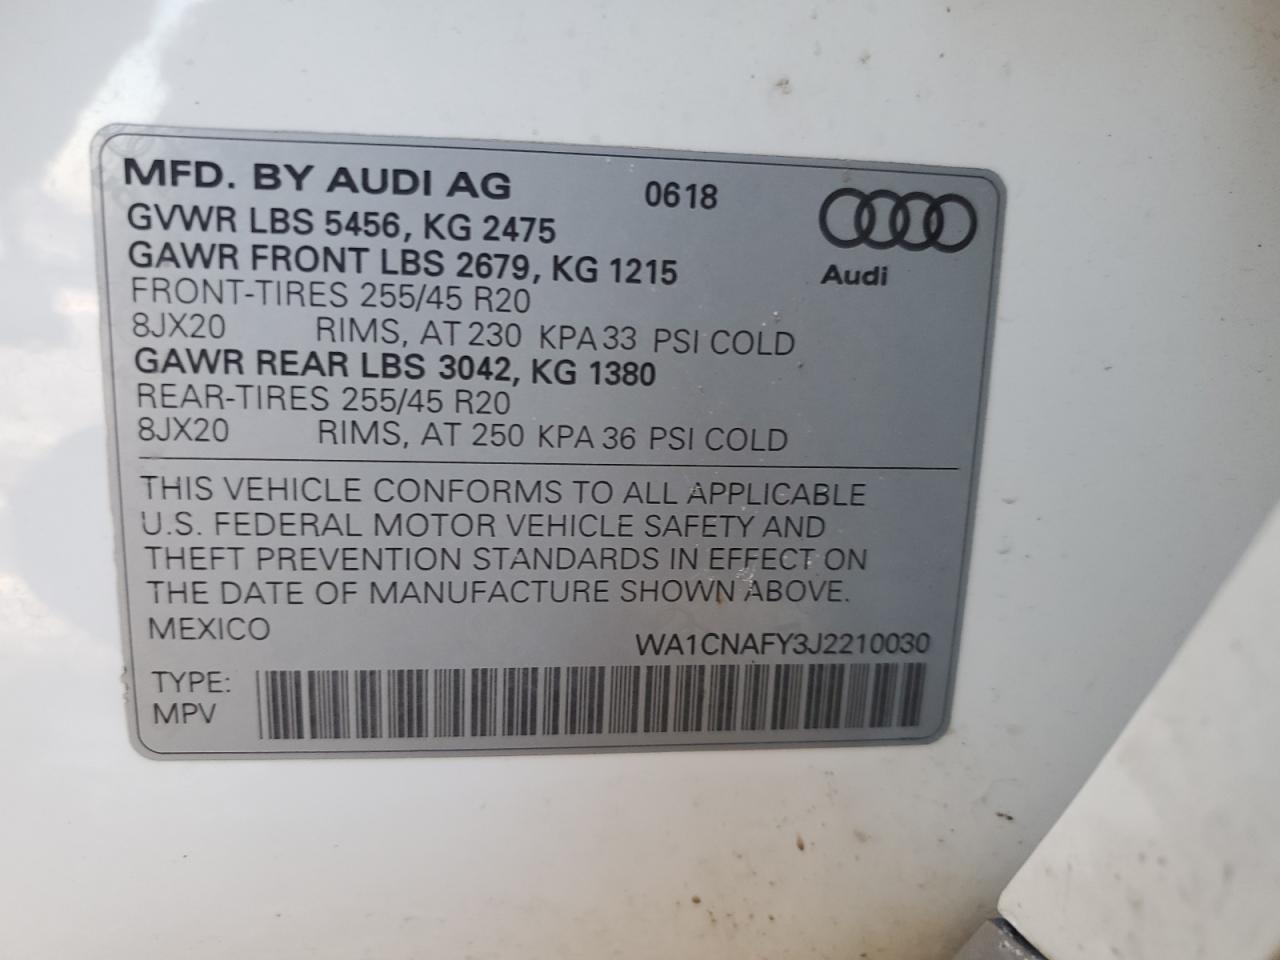 MFD. BY AUDI AG 0618
GVWR LBS 5456, KG 2475
GAWR FRONT LBS 2679, KG 1215
Audi
FRONT-TIRES 255/45 R20
8JX20 RIMS, AT 230 KPA 33 PSI COLD
GAWR REAR LBS 3042, KG 1380
REAR-TIRES 255/45 R20
8JX20 RIMS, AT 250 KPA 36 PSI COLD
THIS VEHICLE CONFORMS TO ALL APPLICABLE
U.S. FEDERAL MOTOR VEHICLE SAFETY AND
THEFT PREVENTION STANDARDS IN EFFECT ON
THE DATE OF MANUFACTURE SHOWN ABOVE.
MEXICO WA1CNAFY3J2210030
TYPE:
MPV